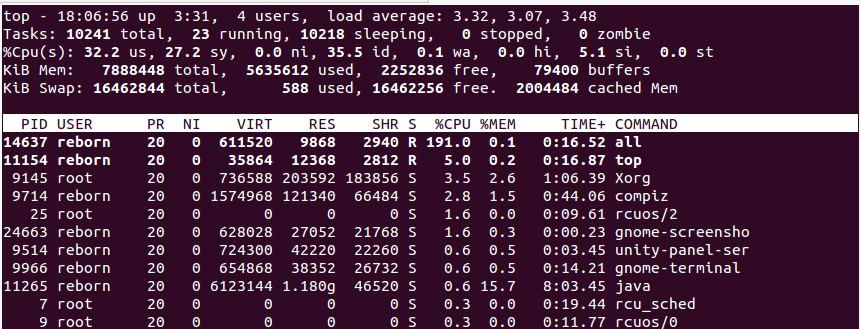 top - 18:06:56 up  3:31,  4 users,  load average: 3.32, 3.07, 3.48
Tasks: 10241 total,  23 running, 10218 sleeping,   0 stopped,   0 zombie
%Cpu(s): 32.2 us, 27.2 sy,  0.0 ni, 35.5 id,  0.1 wa,  0.0 hi,  5.1 si,  0.0 st
KiB Mem:   7888448 total,  5635612 used,  2252836 free,    79400 buffers
KiB Swap: 16462844 total,      588 used, 16462256 free.  2004484 cached Mem
PID USER      PR  NI    VIRT    RES    SHR S  %CPU %MEM     TIME+ COMMAND
14637 reborn    20   0  611520   9868   2940 R 191.0  0.1   0:16.52 all
11154 reborn    20   0   35864  12368   2812 R   5.0  0.2   0:16.87 top
9145 root      20   0  736588 203592 183856 S   3.5  2.6   1:06.39 Xorg
9714 reborn    20   0 1574968 121340  66484 S   2.8  1.5   0:44.06 compiz
25 root      20   0       0      0      0 S   1.6  0.0   0:09.61 rcuos/2
24663 reborn    20   0  628028  27052  21768 S   1.6  0.3   0:00.23 gnome-screensho
9514 reborn    20   0  724300  42220  22260 S   0.6  0.5   0:03.45 unity-panel-ser
9966 reborn    20   0  654868  38352  26732 S   0.6  0.5   0:14.21 gnome-terminal
11265 reborn    20   0 6123144 1.180g  46520 S   0.6 15.7   8:03.45 java
7 root      20   0       0      0      0 S   0.3  0.0   0:19.44 rcu_sched
9 root      20   0       0      0      0 S   0.3  0.0   0:11.77 rcuos/0